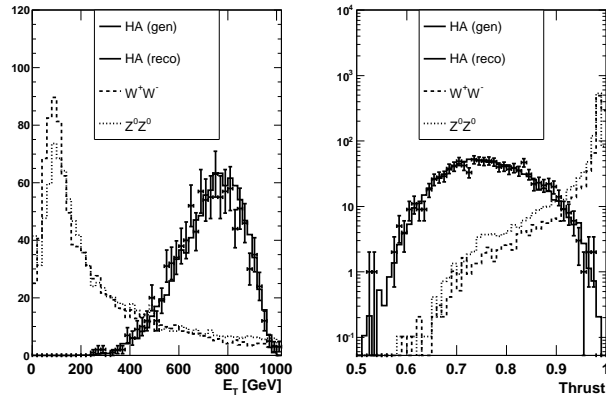 120
100
80
60
40
20
0
0 200 400 600 800 1000
E_T [GeV]
HA (gen)
HA (reco)
W⁺W⁻
Z⁰Z⁰
10⁴
10³
10²
10
1
10⁻¹
0.5 0.6 0.7 0.8 0.9 1
Thrust
HA (gen)
HA (reco)
W⁺W⁻
Z⁰Z⁰